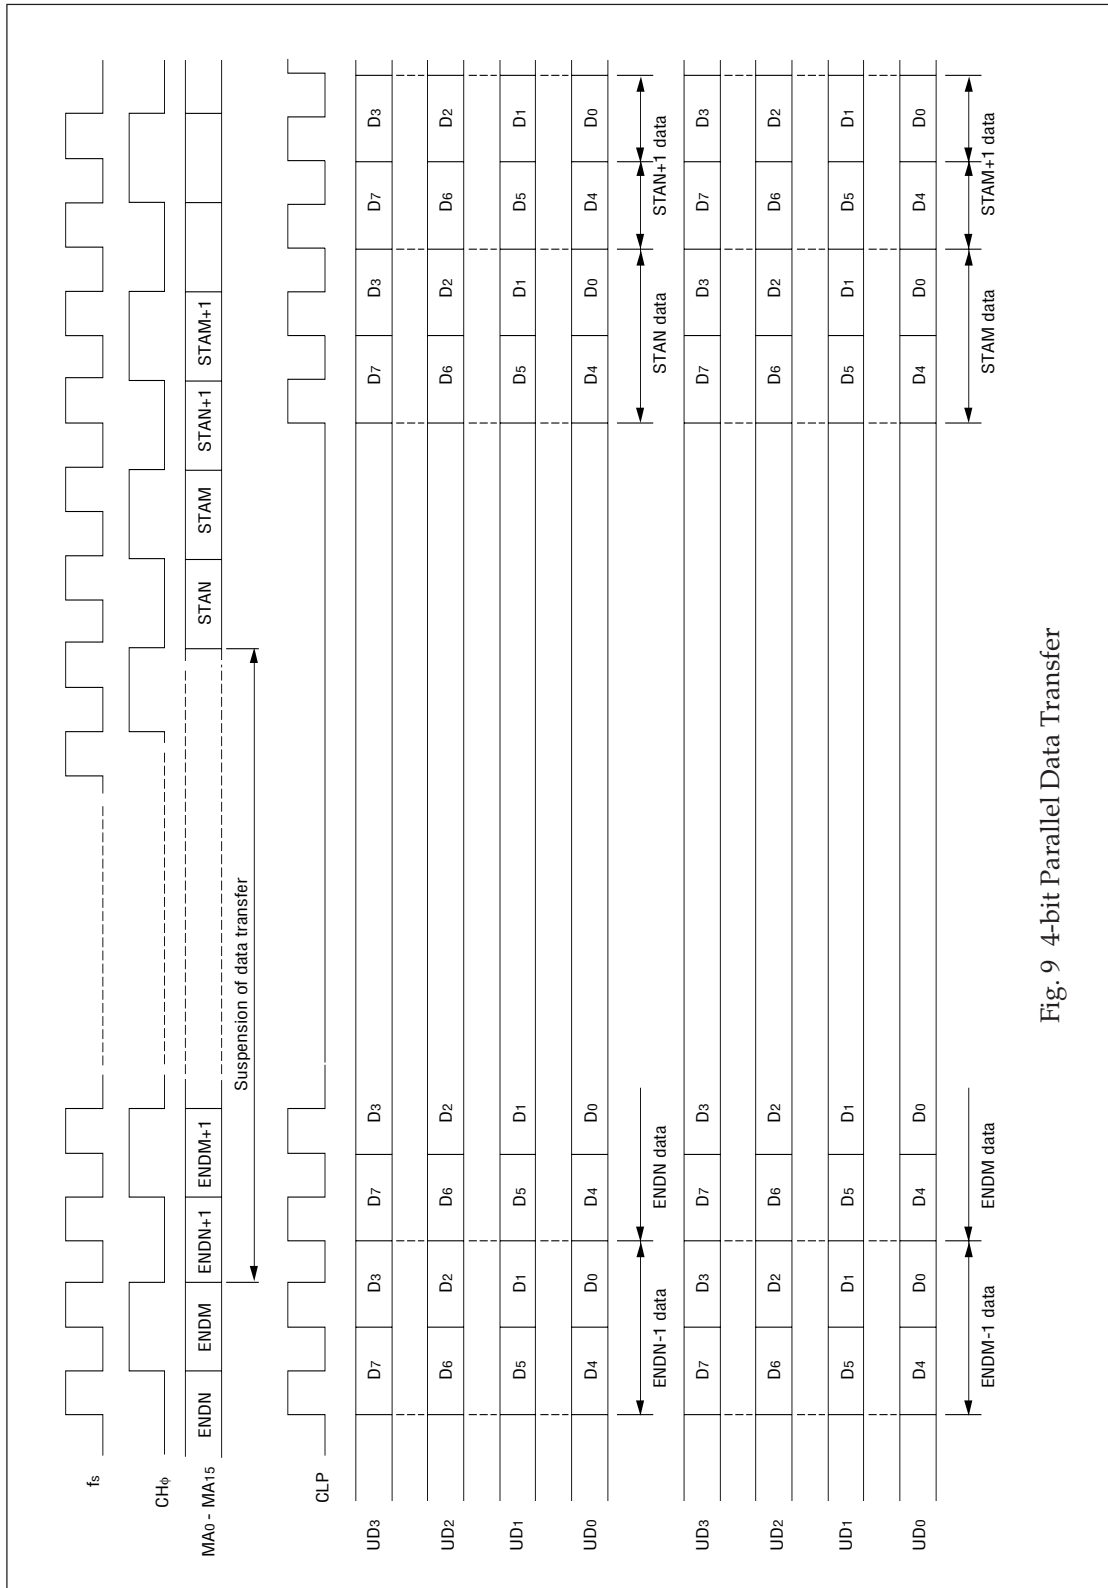 fs
CHϕ
MA0 - MA15
ENDN ENDM ENDN+1 ENDM+1 STAN STAM STAN+1 STAM+1
Suspension of data transfer
CLP
UD3 D7 D3 D7 D3 D7 D3 D7 D3
UD2 D6 D2 D6 D2 D6 D2 D6 D2
UD1 D5 D1 D5 D1 D5 D1 D5 D1
UD0 D4 D0 D4 D0 D4 D0 D4 D0
ENDN-1 data ENDN data STAN data STAN+1 data
UD3 D7 D3 D7 D3 D7 D3 D7 D3
UD2 D6 D2 D6 D2 D6 D2 D6 D2
UD1 D5 D1 D5 D1 D5 D1 D5 D1
UD0 D4 D0 D4 D0 D4 D0 D4 D0
ENDM-1 data ENDM data STAM data STAM+1 data
Fig. 9 4-bit Parallel Data Transfer